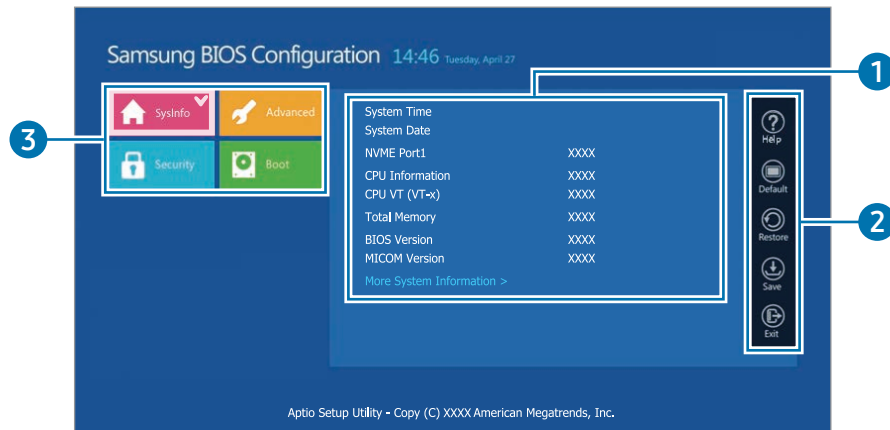 Samsung BIOS Configuration 14:46 Tuesday, April 27
1
SysInfo
Advanced
Security
Boot
3
System Time
System Date
NVME Port1 XXXX
CPU Information XXXX
CPU VT (VT-x) XXXX
Total Memory XXXX
BIOS Version XXXX
MICOM Version XXXX
More System Information >
Help
Default
Restore
Save
Exit
2
Aptio Setup Utility - Copy (C) XXXX American Megatrends, Inc.